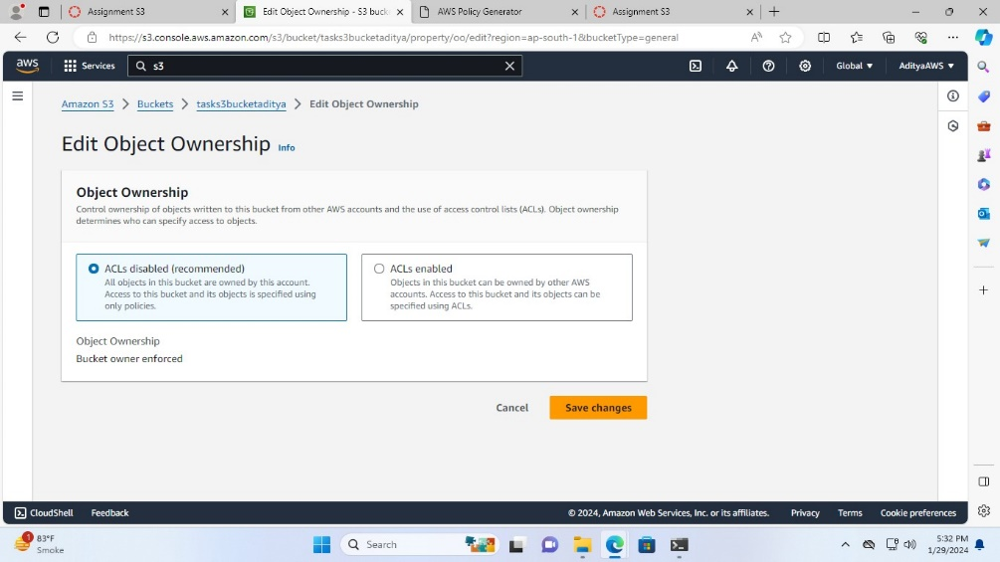 Assignment S3
Edit Object Ownership - S3 buck
AWS Policy Generator
Assignment S3
https://s3.console.aws.amazon.com/s3/bucket/tasks3bucketaditya/property/oo/edit?region=ap-south-1&bucketType=general
aws
Services
s3
Global
AdityaAWS
Amazon S3 > Buckets > tasks3bucketaditya > Edit Object Ownership
Edit Object Ownership Info
Object Ownership
Control ownership of objects written to this bucket from other AWS accounts and the use of access control lists (ACLs). Object ownership
determines who can specify access to objects.
ACLs disabled (recommended)
All objects in this bucket are owned by this account.
Access to this bucket and its objects is specified using
only policies.
ACLs enabled
Objects in this bucket can be owned by other AWS
accounts. Access to this bucket and its objects can be
specified using ACLs.
Object Ownership
Bucket owner enforced
Cancel
Save changes
CloudShell
Feedback
© 2024, Amazon Web Services, Inc. or its affiliates.
Privacy
Terms
Cookie preferences
1
83°F
Smoke
Search
5:32 PM
1/29/2024